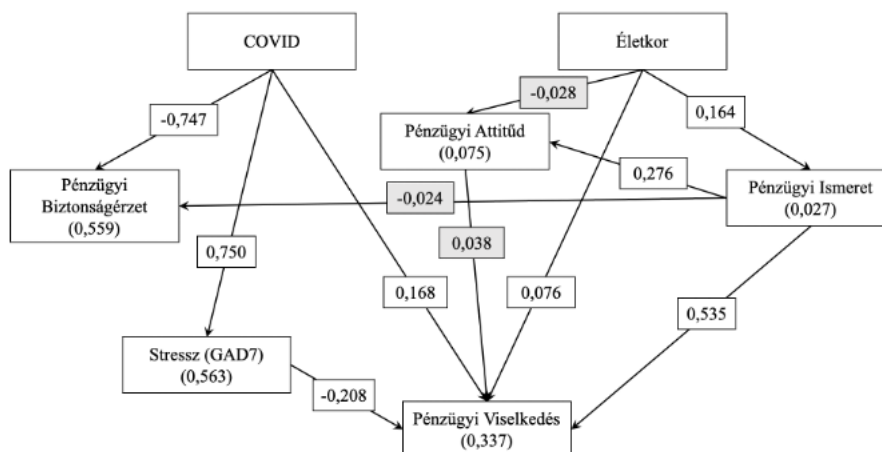 COVID
Életkor
-0,747
-0,028
0,164
Pénzügyi Attitűd
(0,075)
0,276
Pénzügyi
Biztonságérzet
(0,559)
-0,024
Pénzügyi Ismeret
(0,027)
0,750
0,038
0,168
0,076
0,535
Stressz (GAD7)
(0,563)
-0,208
Pénzügyi Viselkedés
(0,337)